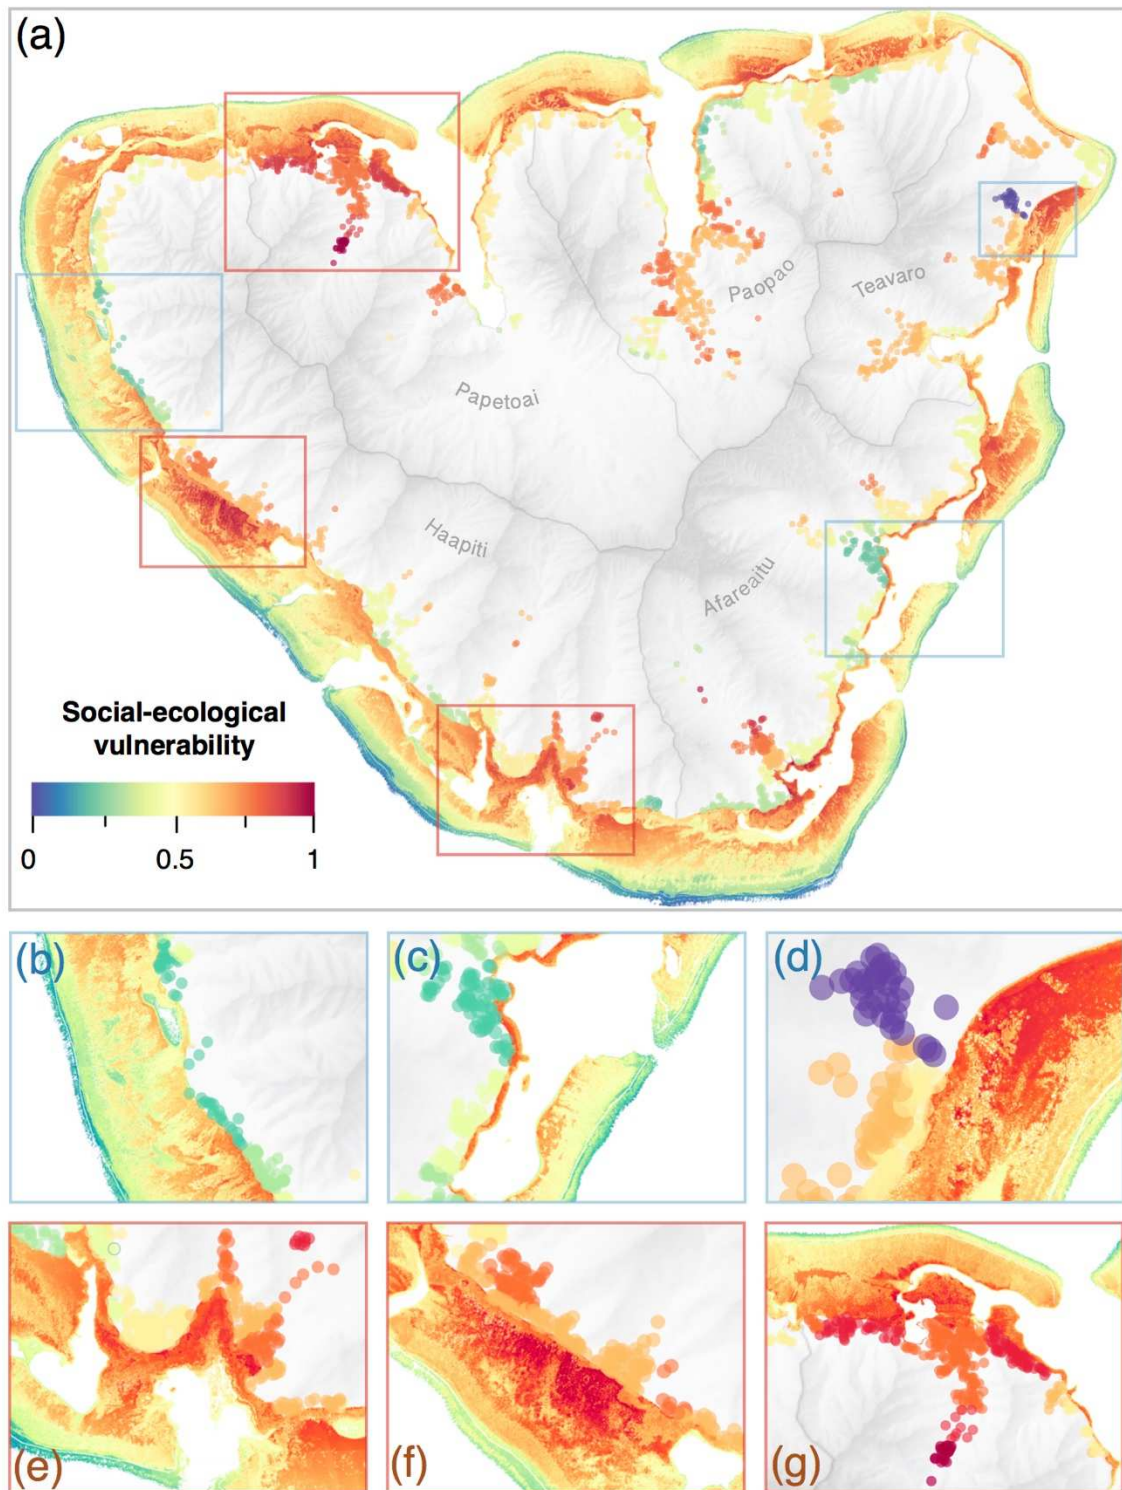 (a)
Paopao
Teavaro
Papetoai
Haapiti
Afareaitu
Social-ecological
vulnerability
0 0.5 1
(b) (c) (d)
(e) (f) (g)